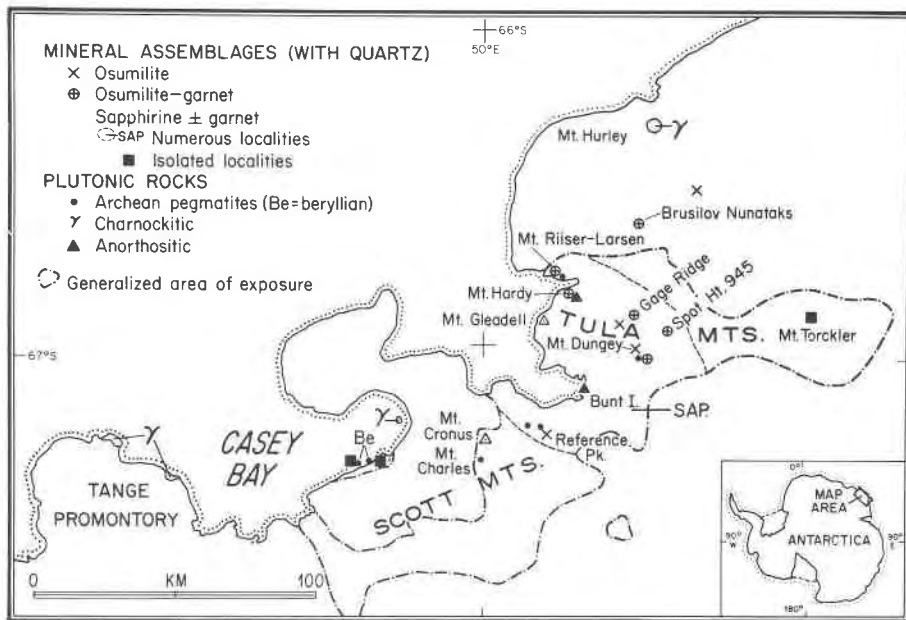 MINERAL ASSEMBLAGES (WITH QUARTZ)
× Osumilite
⊕ Osumilite-garnet
Sapphirine ± garnet
SAP Numerous localities
■ Isolated localities
PLUTONIC ROCKS
• Archean pegmatites (Be=beryllian)
γ Charnockitic
▲ Anorthositic
Generalized area of exposure
66°S
50°E
Mt. Hurley
γ
Brusilov Nunataks
Mt. Riiser-Larsen
Gage Ridge
Spot Ht. 945
Mt. Hardy
Mt. Gleadell
TULA MTS.
Mt. Dungey
Mt. Torckler
67°S
Bunt I.
SAP.
γ
γ
Be
Mt. Cronus
Mt. Charles
Reference Pk.
CASEY BAY
TANGE PROMONTORY
SCOTT MTS.
0 KM 100
0°
MAP AREA
90° W
ANTARCTICA
90° E
180°